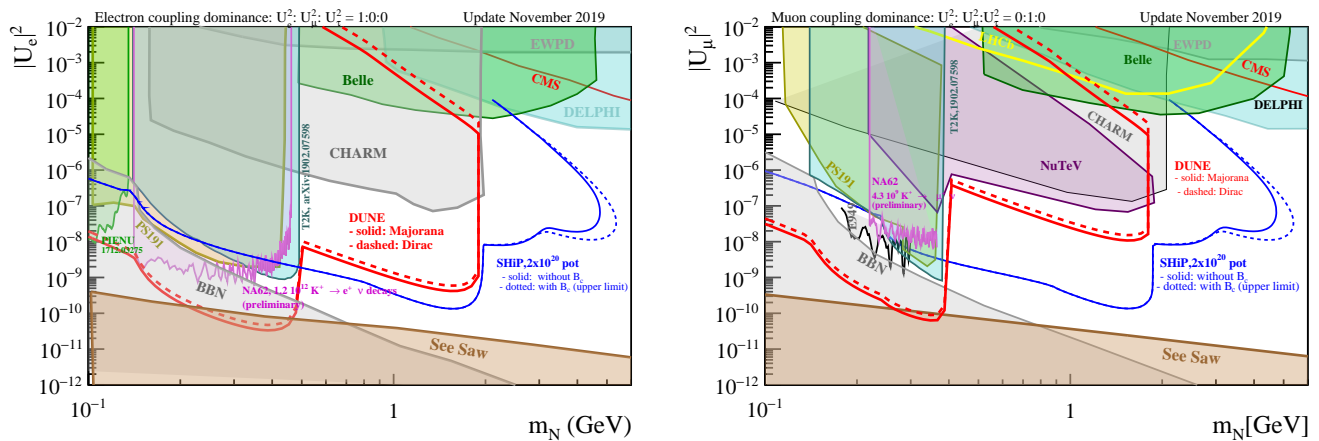 Electron coupling dominance: U²e: U²μ: U²τ = 1:0:0 Update November 2019
|Ue|²
10⁻²
10⁻³
10⁻⁴
10⁻⁵
10⁻⁶
10⁻⁷
10⁻⁸
10⁻⁹
10⁻¹⁰
10⁻¹¹
10⁻¹²
EWPD
Belle
CMS
DELPHI
CHARM
T2K, arXiv:1902.07598
PS191
PIENU
1712.03275
DUNE
- solid: Majorana
- dashed: Dirac
SHiP,2x10²⁰ pot
- solid: without Bc
- dotted: with Bc (upper limit)
BBN
NA62, 1.2 10¹² K⁺ → e⁺ ν decays
(preliminary)
See Saw
10⁻¹ 1
mN (GeV)
Muon coupling dominance: U²e: U²μ:U²τ = 0:1:0 Update November 2019
|Uμ|²
10⁻²
10⁻³
10⁻⁴
10⁻⁵
10⁻⁶
10⁻⁷
10⁻⁸
10⁻⁹
10⁻¹⁰
10⁻¹¹
10⁻¹²
LHCb
EWPD
Belle
CMS
DELPHI
T2K,1902.07598
CHARM
NuTeV
PS191
NA62
4.3 10⁹ K⁺ →
(preliminary)
E949
DUNE
- solid: Majorana
- dashed: Dirac
BBN
SHiP,2x10²⁰ pot
- solid: without Bc
- dotted: with Bc (upper limit)
See Saw
10⁻¹ 1
mN[GeV]